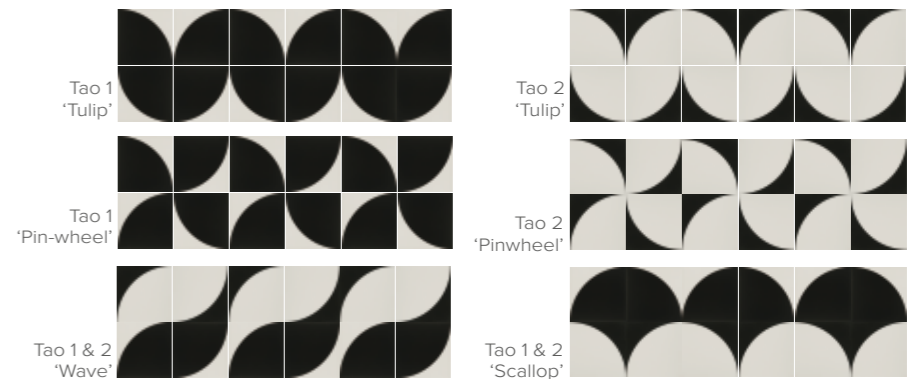 Tao 1
‘Tulip’
Tao 2
‘Tulip’
Tao 1
‘Pin-wheel’
Tao 2
‘Pinwheel’
Tao 1 & 2
‘Wave’
Tao 1 & 2
‘Scallop’